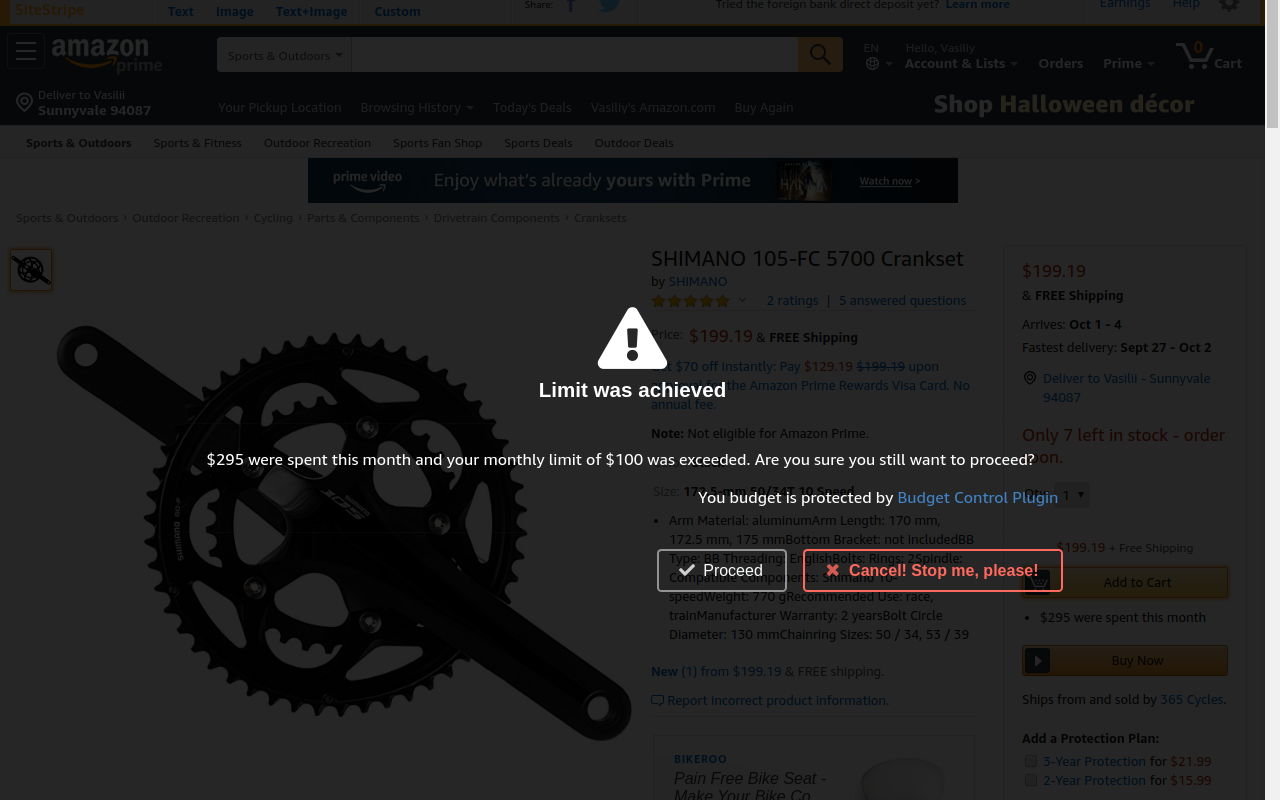 SiteStripe
Text Image Text+Image Custom
Share:
Tried the foreign bank direct deposit yet? Learn more
Earnings Help
amazon prime
Sports & Outdoors
EN
Hello, Vasiliy
Account & Lists
Orders
Prime
0
Cart
Deliver to Vasilii
Sunnyvale 94087
Your Pickup Location Browsing History Today's Deals Vasiliy's Amazon.com Buy Again
Shop Halloween décor
Sports & Outdoors Sports & Fitness Outdoor Recreation Sports Fan Shop Sports Deals Outdoor Deals
prime video
Enjoy what's already yours with Prime
HANNA
Watch now >
Sports & Outdoors › Outdoor Recreation › Cycling › Parts & Components › Drivetrain Components › Cranksets
SHIMANO 105-FC 5700 Crankset
by SHIMANO
2 ratings | 5 answered questions
Price: $199.19 & FREE Shipping
$70 off instantly: Pay $129.19 $199.19 upon
for the Amazon Prime Rewards Visa Card. No
annual fee.
Note: Not eligible for Amazon Prime.
Size: 172.5-mm 50/34T 10 Speed
• Arm Material: aluminumArm Length: 170 mm,
172.5 mm, 175 mmBottom Bracket: not includedBB
Type: BB Threading: EnglishBolts: Rings: 2Spindle:
Compatible Components: Shimano 10-
speedWeight: 770 gRecommended Use: race,
trainManufacturer Warranty: 2 yearsBolt Circle
Diameter: 130 mmChainring Sizes: 50 / 34, 53 / 39
New (1) from $199.19 & FREE shipping.
Report incorrect product information.
BIKEROO
Pain Free Bike Seat -
Make Your Bike Co
Limit was achieved
$295 were spent this month and your monthly limit of $100 was exceeded. Are you sure you still want to proceed?
You budget is protected by Budget Control Plugin
Proceed
Cancel! Stop me, please!
$199.19
& FREE Shipping
Arrives: Oct 1 - 4
Fastest delivery: Sept 27 - Oct 2
Deliver to Vasilii - Sunnyvale
94087
Only 7 left in stock - order
soon.
1
$199.19 + Free Shipping
Add to Cart
• $295 were spent this month
Buy Now
Ships from and sold by 365 Cycles.
Add a Protection Plan:
3-Year Protection for $21.99
2-Year Protection for $15.99